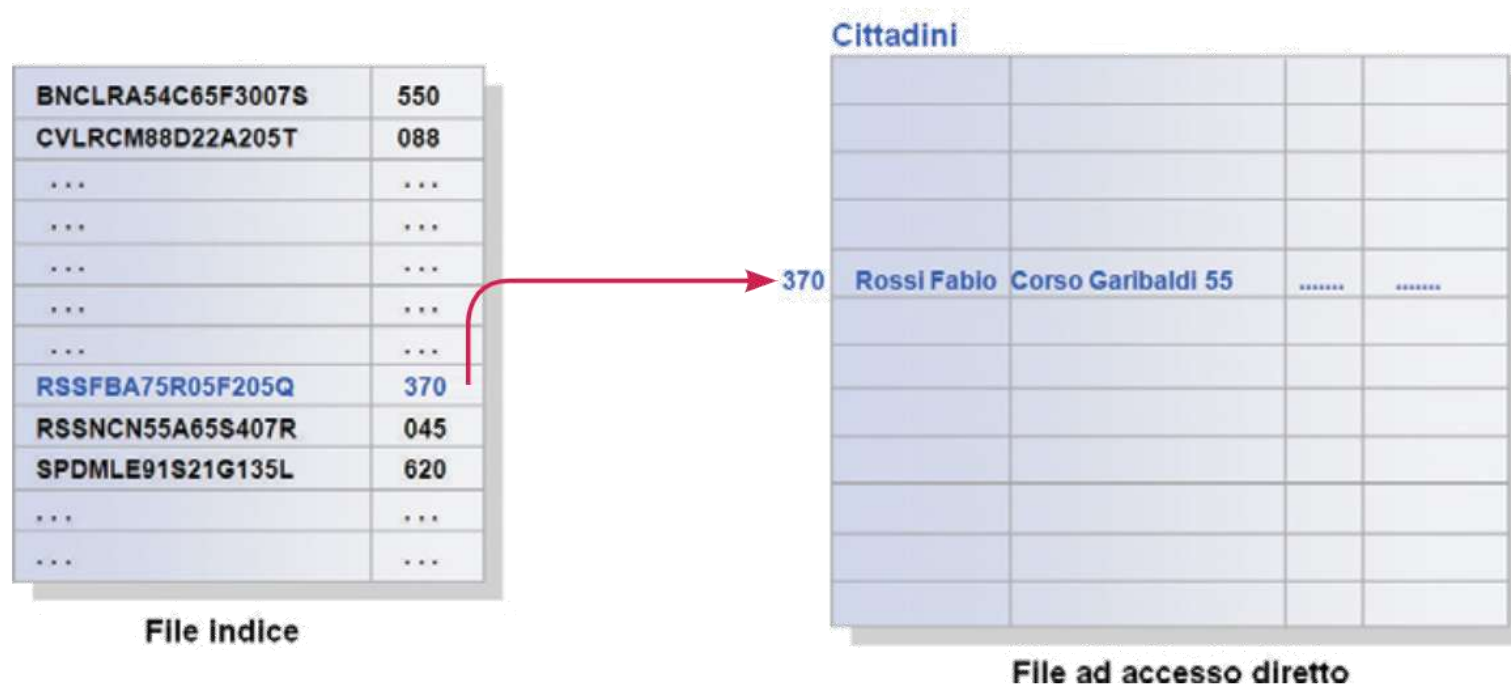 BNCLRA54C65F3007S 550
CVLRCM88D22A205T 088
... ...
... ...
... ...
... ...
... ...
RSSFBA75R05F205Q 370
RSSNCN55A65S407R 045
SPDMLE91S21G135L 620
... ...
... ...
File indice
Cittadini
370 Rossi Fabio Corso Garibaldi 55 ....... .......
File ad accesso diretto